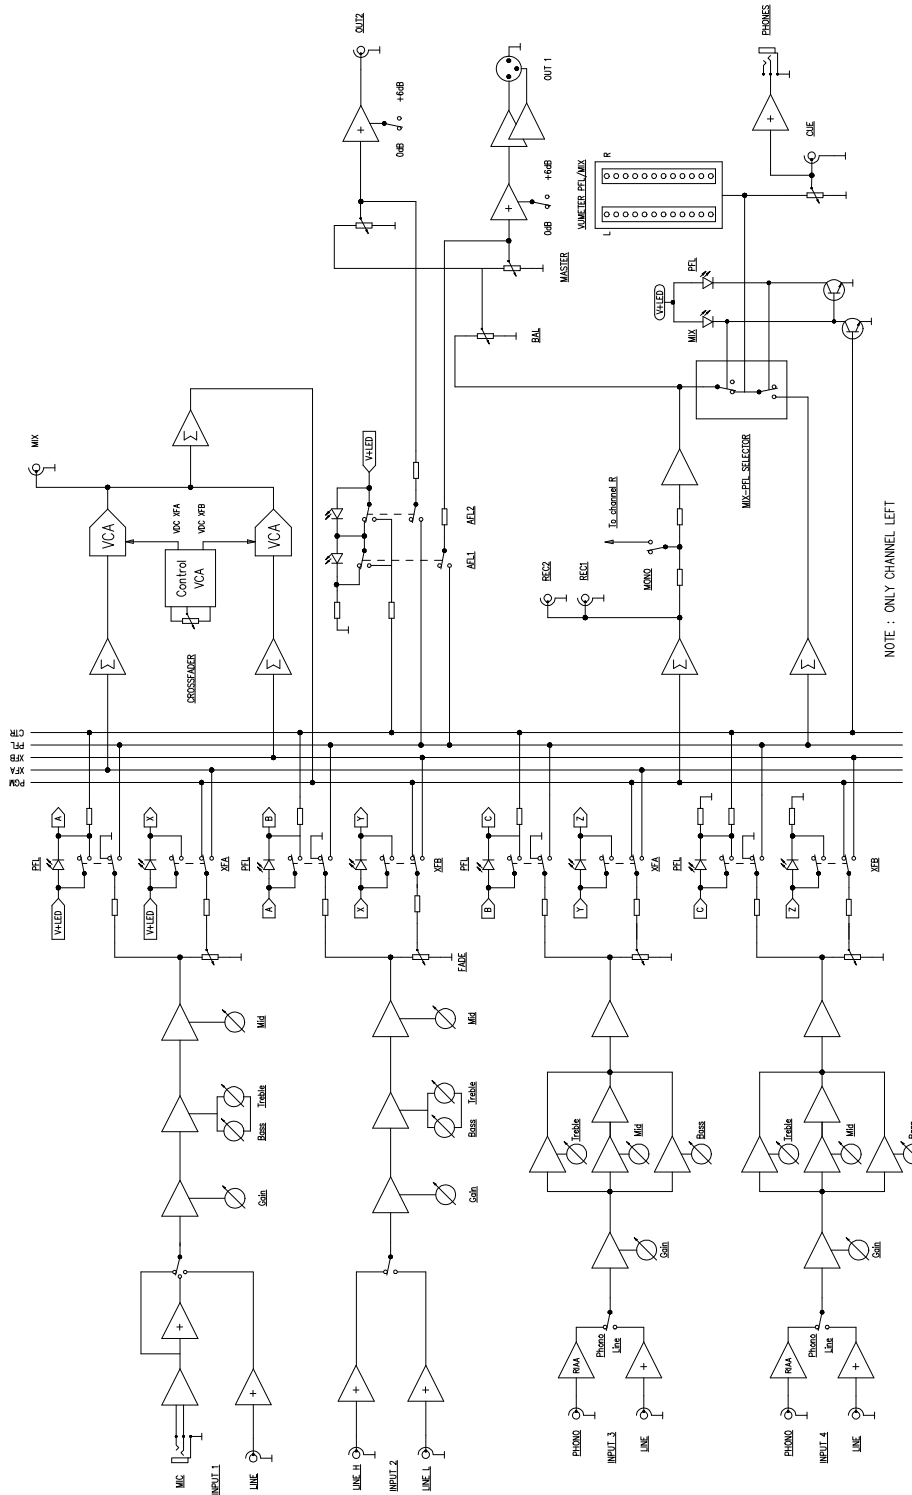 OUT2
0dB
+6dB
OUT 1
0dB
+6dB
PHONES
CUE
VUMETER PFL/MIX
L
R
MASTER
BAL
V+LED
PFL
MIX
MIX-PFL SELECTOR
MIX
VCA
VDC XFA
VDC XFB
Control
VCA
VCA
CROSSFADER
V+LED
AFL2
AFL1
To channel R
MONO
REC2
REC1
NOTE : ONLY CHANNEL LEFT
CTR
PFL
XFB
XFA
PGM
PFL
A
V+LED
X
V+LED
XFA
PFL
B
A
Y
X
XFB
PFL
C
B
Z
Y
XFA
PFL
C
Z
XFB
FADE
Mid
Treble
Bass
Gain
Mid
Treble
Bass
Gain
Treble
Mid
Bass
Gain
Treble
Mid
Gain
MIC
INPUT 1
LINE
LINE H
INPUT 2
LINE L
RIAA
Phono
Line
PHONO
INPUT 3
LINE
RIAA
Phono
Line
PHONO
INPUT 4
LINE